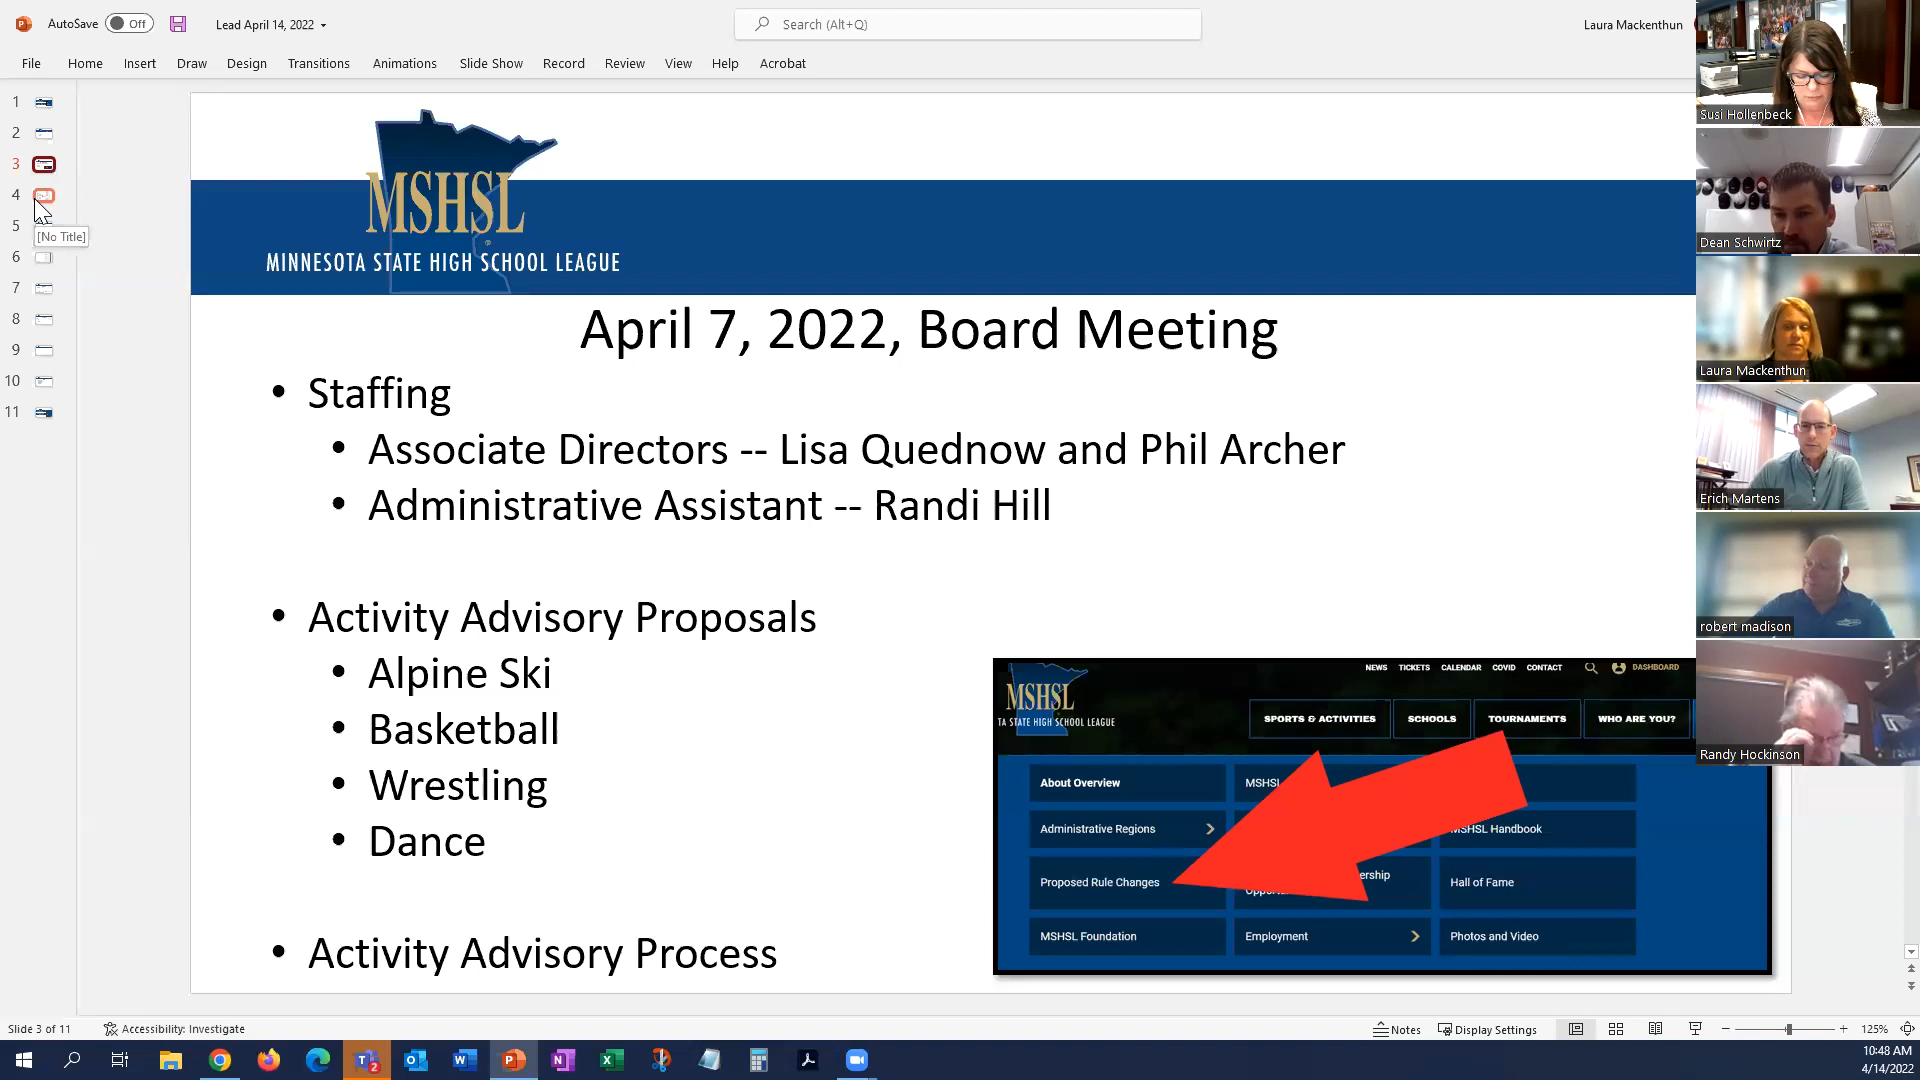 AutoSave
Off
Lead April 14, 2022
Search (Alt+Q)
Laura Mackenthun
File
Home
Insert
Draw
Design
Transitions
Animations
Slide Show
Record
Review
View
Help
Acrobat
1
2
3
4
5
6
7
8
9
10
11
[No Title]
MSHSL
MINNESOTA STATE HIGH SCHOOL LEAGUE
April 7, 2022, Board Meeting
• Staffing
• Associate Directors -- Lisa Quednow and Phil Archer
• Administrative Assistant -- Randi Hill
• Activity Advisory Proposals
• Alpine Ski
• Basketball
• Wrestling
• Dance
• Activity Advisory Process
NEWS
TICKETS
CALENDAR
COVID
CONTACT
DASHBOARD
MSHSL
TA STATE HIGH SCHOOL LEAGUE
SPORTS & ACTIVITIES
SCHOOLS
TOURNAMENTS
WHO ARE YOU?
About Overview
MSHSL
Administrative Regions
MSHSL Handbook
Proposed Rule Changes
Hall of Fame
MSHSL Foundation
Employment
Photos and Video
Susi Hollenbeck
Dean Schwirtz
Laura Mackenthun
Erich Martens
robert madison
Randy Hockinson
Slide 3 of 11
Accessibility: Investigate
Notes
Display Settings
125%
10:48 AM
4/14/2022